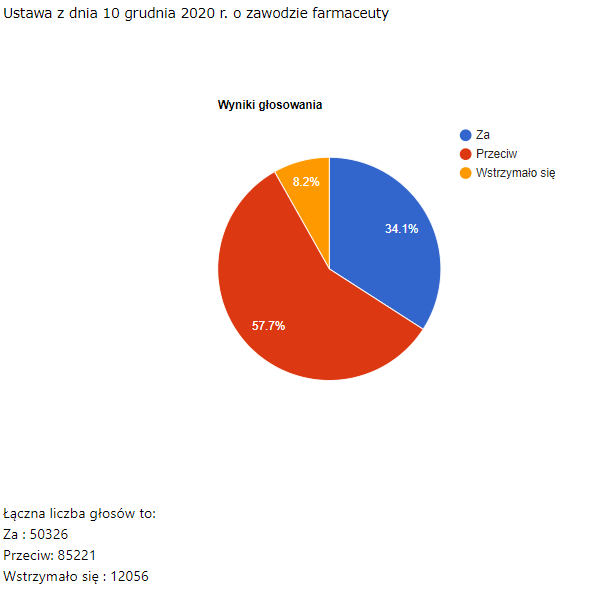 Ustawa z dnia 10 grudnia 2020 r. o zawodzie farmaceuty
Wyniki głosowania
Za
Przeciw
Wstrzymało się
8.2%
34.1%
57.7%
Łączna liczba głosów to:
Za : 50326
Przeciw: 85221
Wstrzymało się : 12056